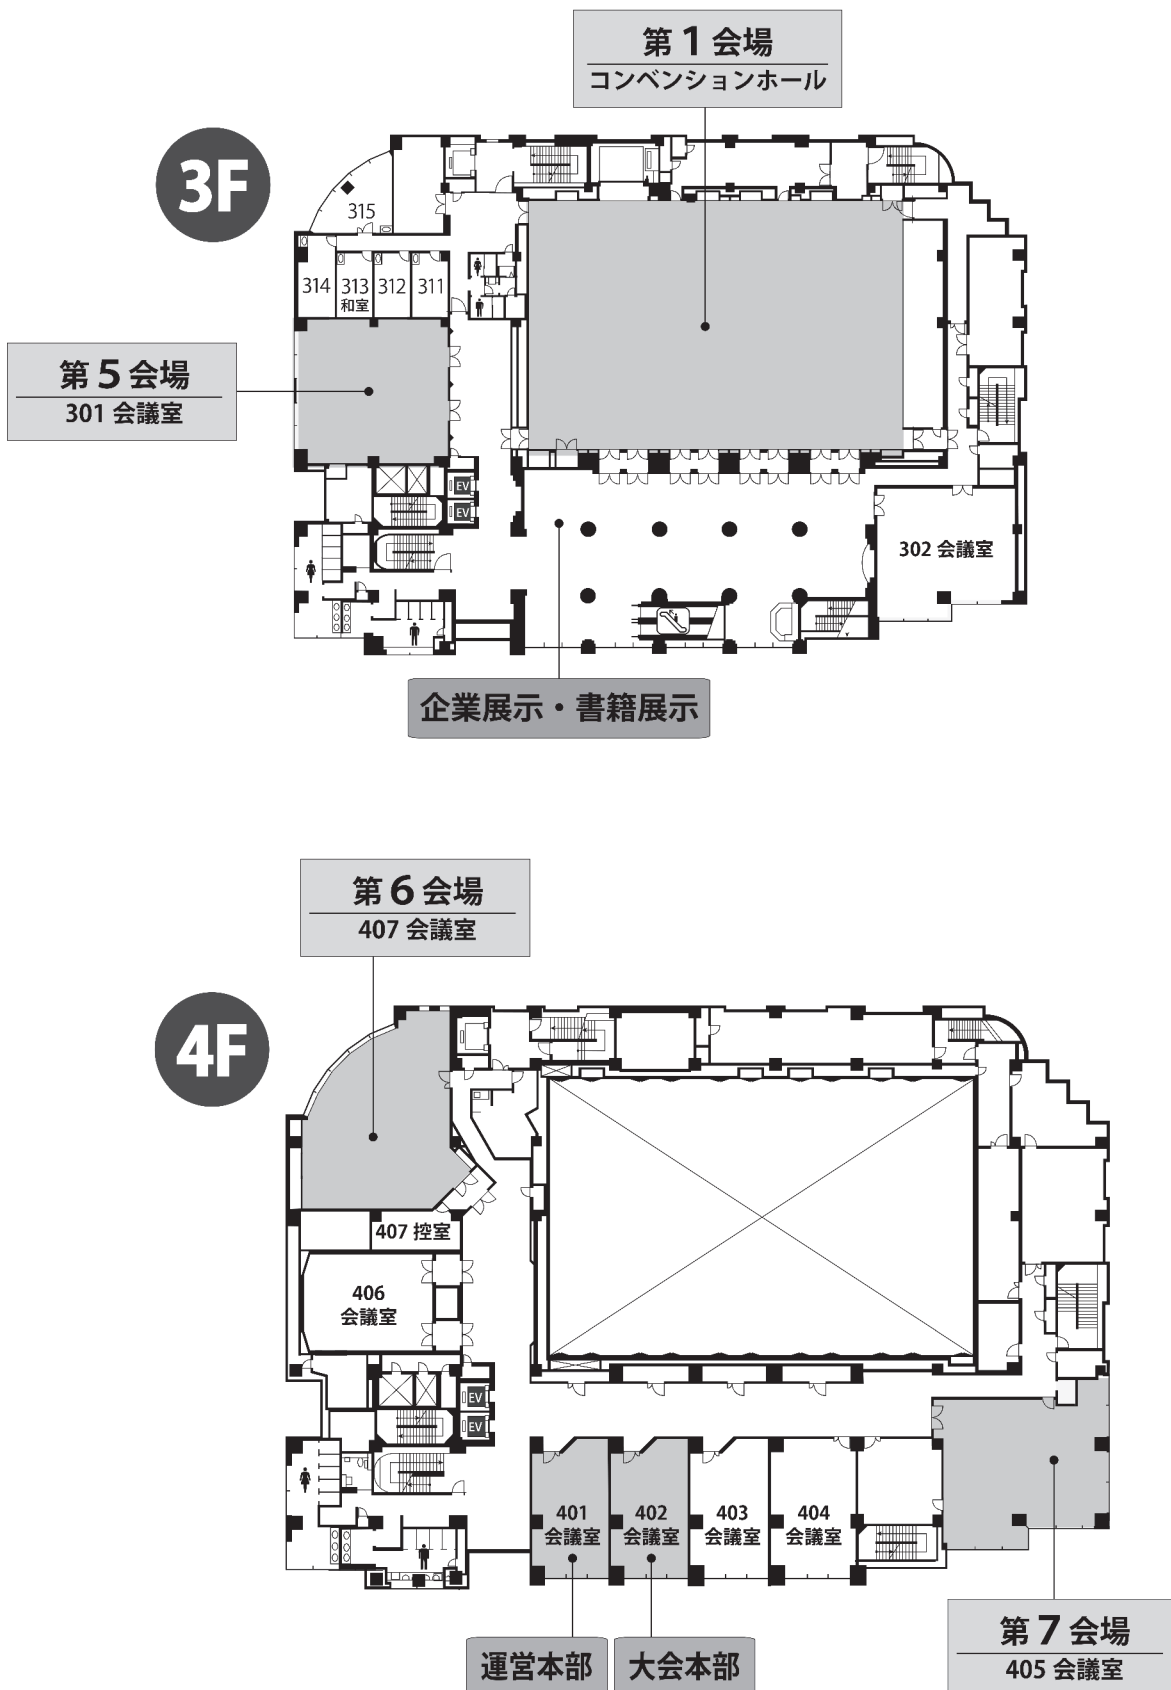 第1会場
コンベンションホール
3F
315
314
313
和室
312
311
第5会場
301 会議室
EV
EV
302 会議室
企業展示・書籍展示
第6会場
407 会議室
4F
407 控室
406
会議室
EV
EV
401
会議室
402
会議室
403
会議室
404
会議室
運営本部
大会本部
第7会場
405 会議室